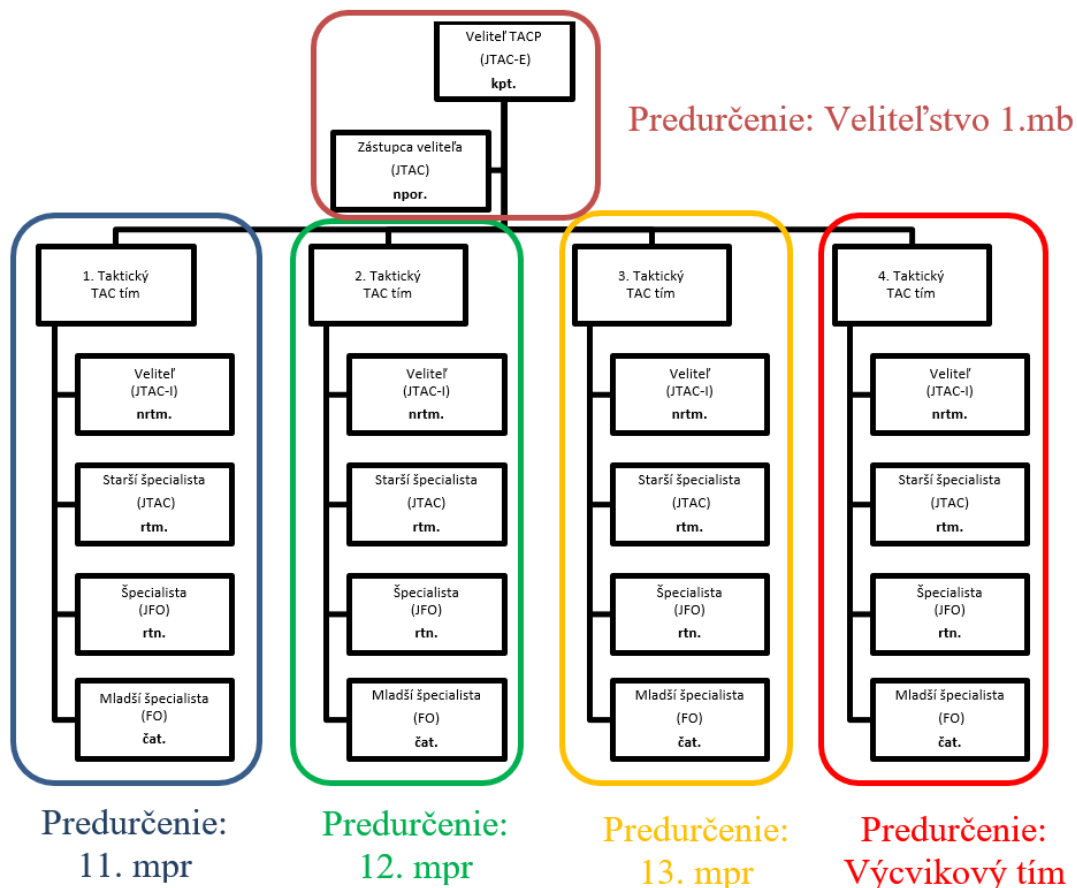 Veliteľ TACP
(JTAC-E)
kpt.
Predurčenie: Veliteľstvo 1.mb
Zástupca veliteľa
(JTAC)
npor.
1. Taktický
TAC tím
Veliteľ
(JTAC-I)
nrtm.
Starší špecialista
(JTAC)
rtm.
Špecialista
(JFO)
rtn.
Mladší špecialista
(FO)
čat.
Predurčenie:
11. mpr
2. Taktický
TAC tím
Veliteľ
(JTAC-I)
nrtm.
Starší špecialista
(JTAC)
rtm.
Špecialista
(JFO)
rtn.
Mladší špecialista
(FO)
čat.
Predurčenie:
12. mpr
3. Taktický
TAC tím
Veliteľ
(JTAC-I)
nrtm.
Starší špecialista
(JTAC)
rtm.
Špecialista
(JFO)
rtn.
Mladší špecialista
(FO)
čat.
Predurčenie:
13. mpr
4. Taktický
TAC tím
Veliteľ
(JTAC-I)
nrtm.
Starší špecialista
(JTAC)
rtm.
Špecialista
(JFO)
rtn.
Mladší špecialista
(FO)
čat.
Predurčenie:
Výcvikový tím